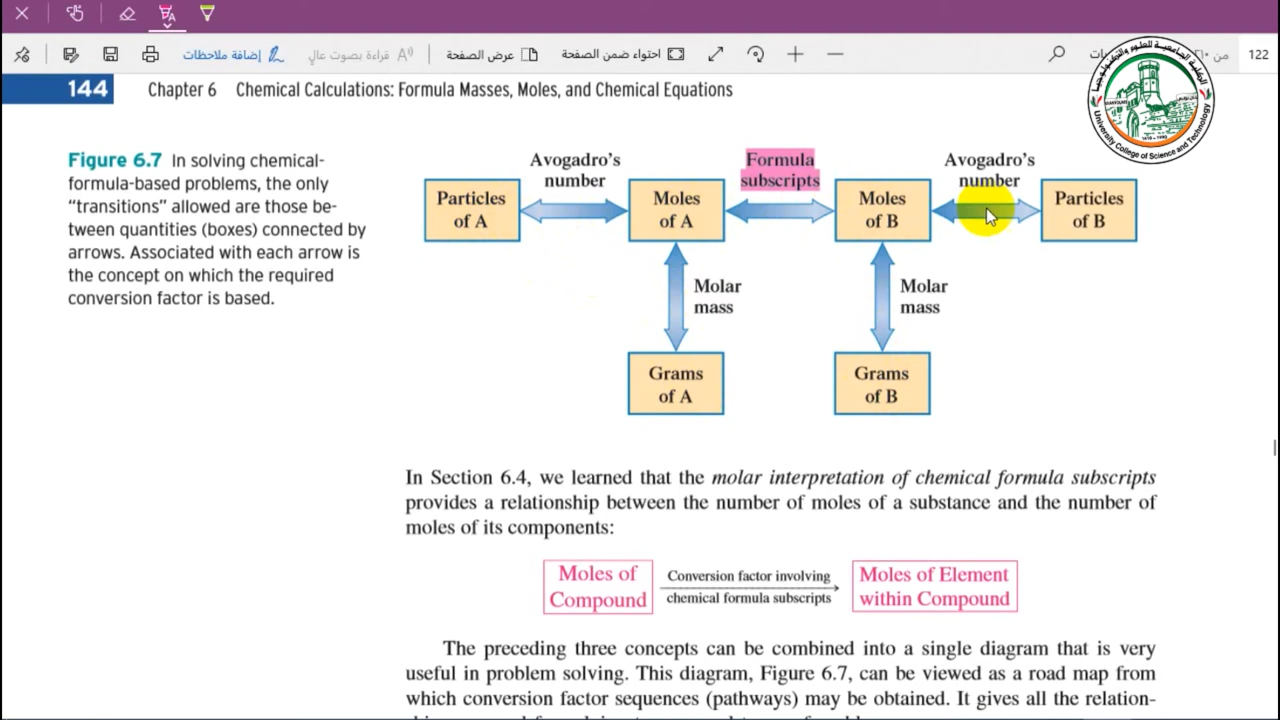 إضافة ملاحظات
قراءة بصوت عالٍ
عرض الصفحة
احتواء ضمن الصفحة
من
122
144 Chapter 6 Chemical Calculations: Formula Masses, Moles, and Chemical Equations
University College of Science and Technology
Figure 6.7 In solving chemical-
formula-based problems, the only
“transitions” allowed are those be-
tween quantities (boxes) connected by
arrows. Associated with each arrow is
the concept on which the required
conversion factor is based.
Avogadro’s
number
Formula
subscripts
Avogadro’s
number
Particles
of A
Moles
of A
Moles
of B
Particles
of B
Molar
mass
Molar
mass
Grams
of A
Grams
of B
In Section 6.4, we learned that the molar interpretation of chemical formula subscripts
provides a relationship between the number of moles of a substance and the number of
moles of its components:
Moles of
Compound
Conversion factor involving
chemical formula subscripts
Moles of Element
within Compound
The preceding three concepts can be combined into a single diagram that is very
useful in problem solving. This diagram, Figure 6.7, can be viewed as a road map from
which conversion factor sequences (pathways) may be obtained. It gives all the relation-